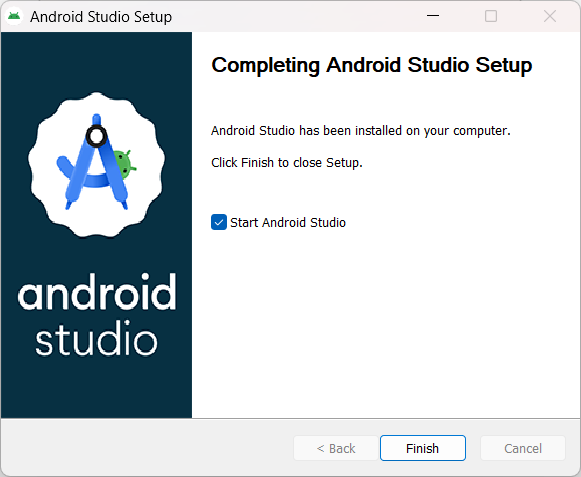 Android Studio Setup
Completing Android Studio Setup
Android Studio has been installed on your computer.
Click Finish to close Setup.
Start Android Studio
android
studio
< Back
Finish
Cancel